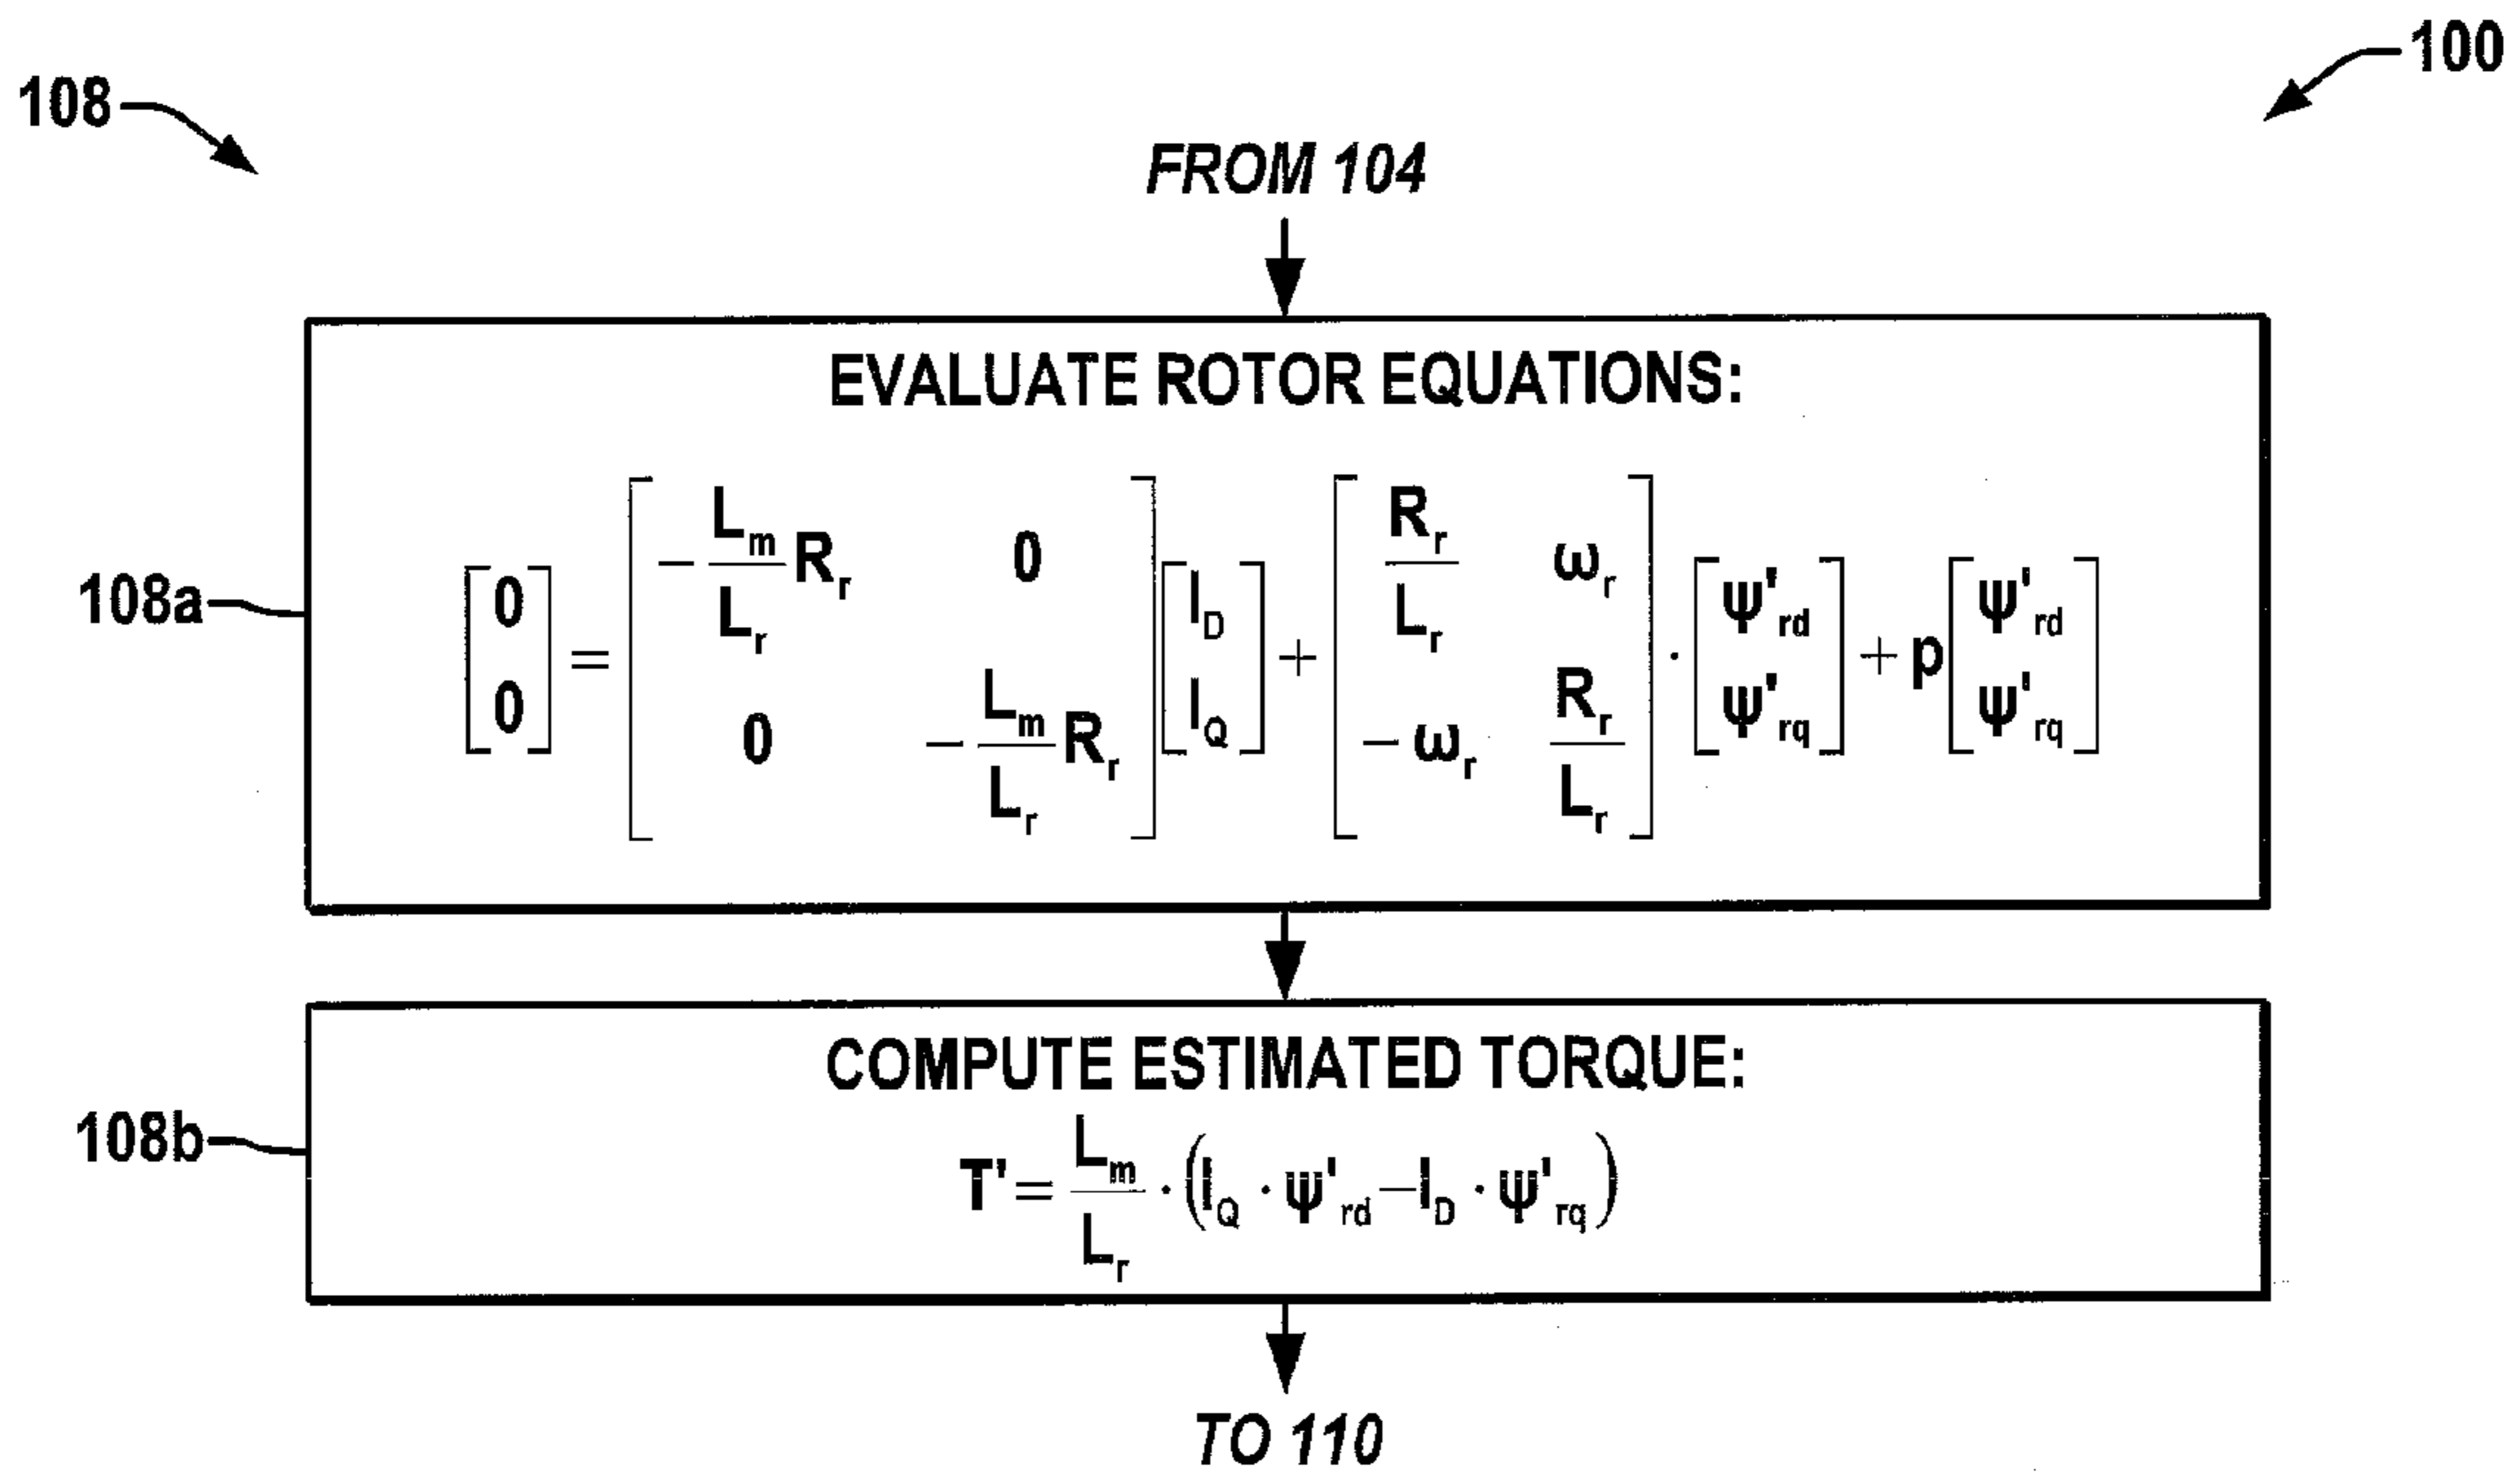 100
108
FROM 104
EVALUATE ROTOR EQUATIONS:
108a
[0 0] = [-L_m/L_r R_r 0 0 -L_m/L_r R_r] [I_D I_Q] + [R_r/L_r ω_r -ω_r R_r/L_r] · [ψ'_rd ψ'_rq] + p [ψ'_rd ψ'_rq]
COMPUTE ESTIMATED TORQUE:
108b
T' = L_m/L_r · (I_Q · ψ'_rd - I_D · ψ'_rq)
TO 110